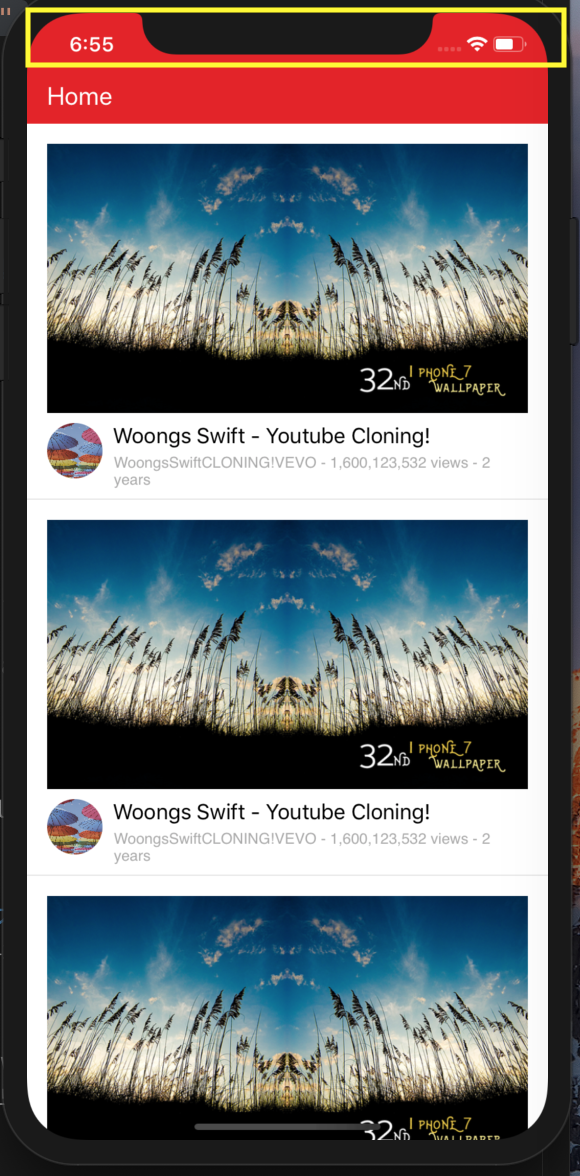 6:55
Home
32ND I PHONE 7
WALLPAPER
Woongs Swift - Youtube Cloning!
WoongsSwiftCLONING!VEVO - 1,600,123,532 views - 2
years
32ND I PHONE 7
WALLPAPER
Woongs Swift - Youtube Cloning!
WoongsSwiftCLONING!VEVO - 1,600,123,532 views - 2
years
32ND I PHONE 7
WALLPAPER